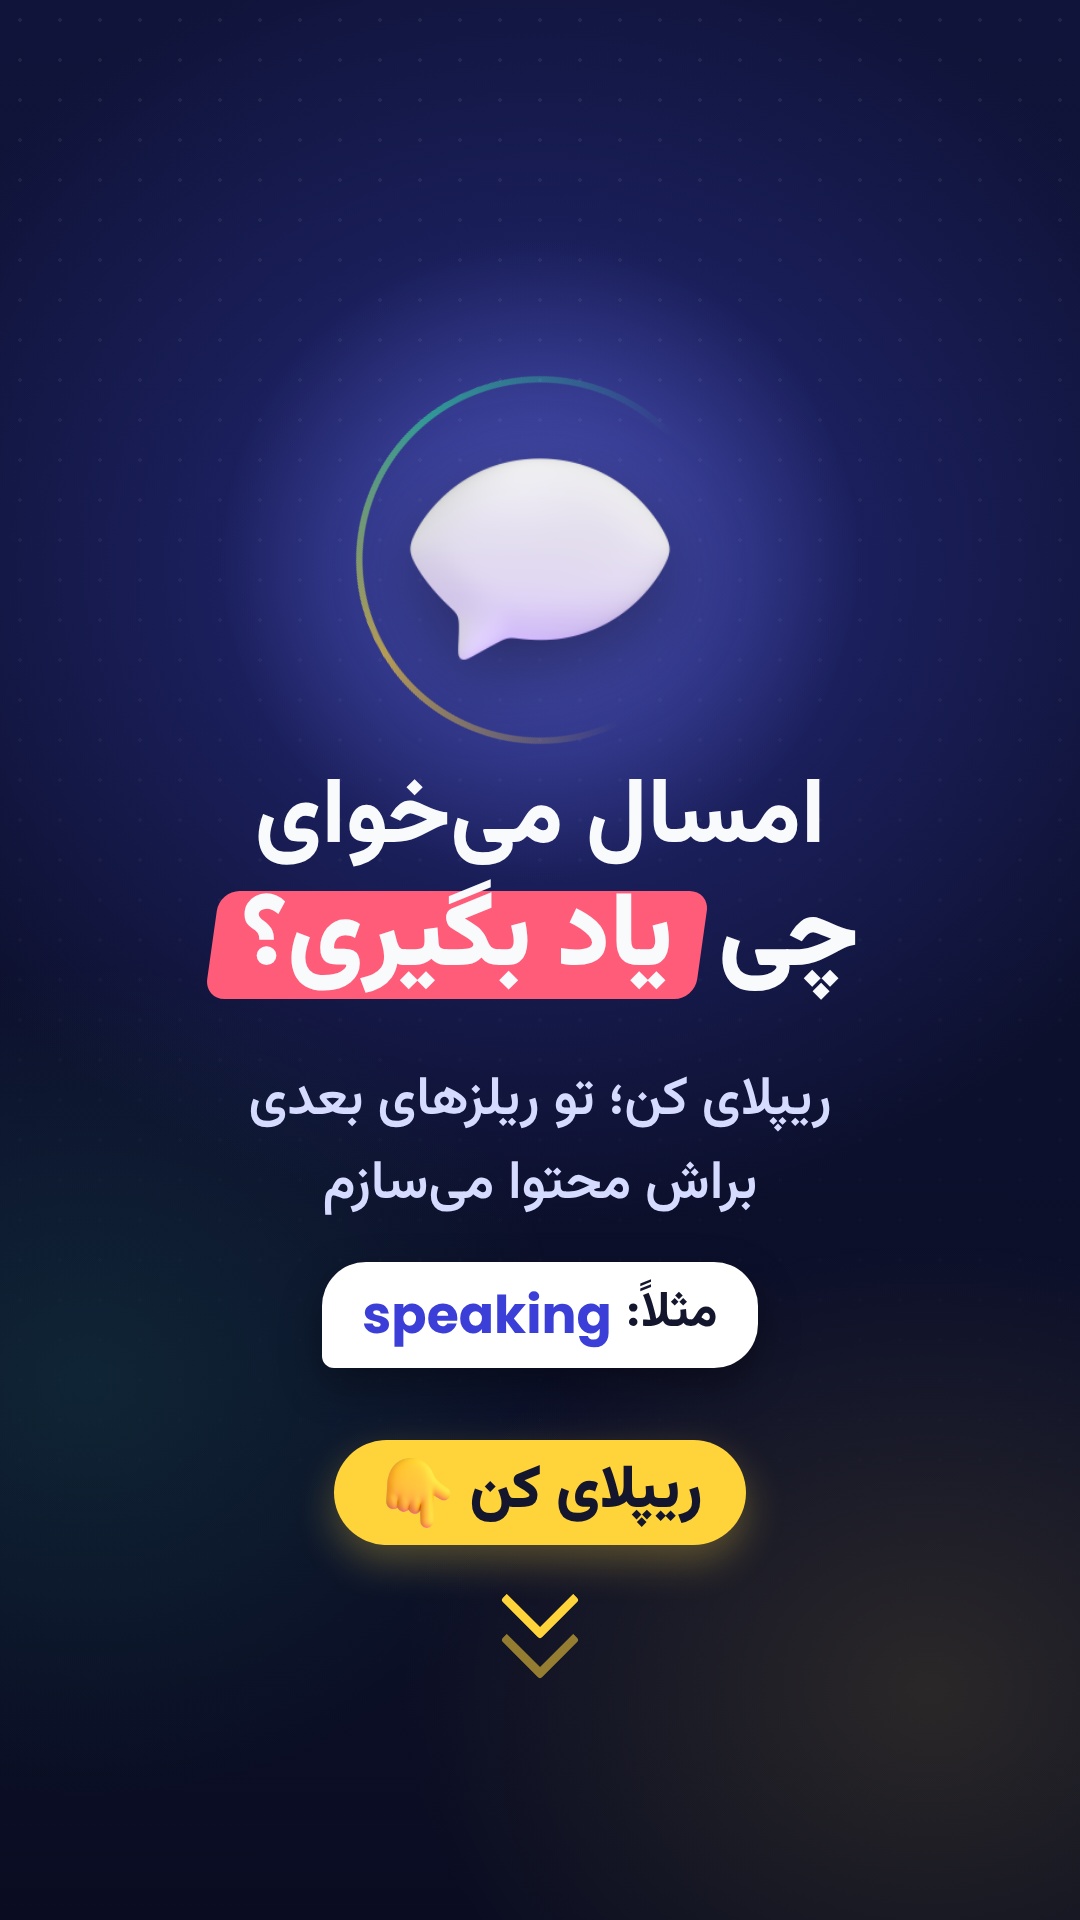 امسال می‌خوای
چی یاد بگیری؟
ریپلای کن؛ تو ریلزهای بعدی
براش محتوا می‌سازم
مثلاً: speaking
ریپلای کن 👇